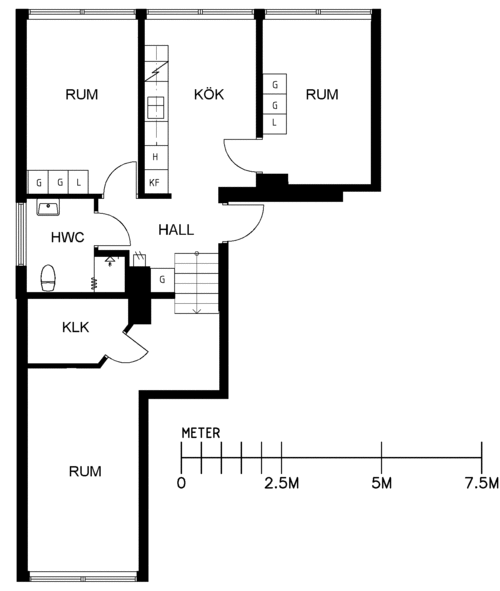 RUM
KÖK
RUM
G
G
L
H
KF
G G L
HWC
HALL
G
KLK
RUM
METER
0 2.5M 5M 7.5M